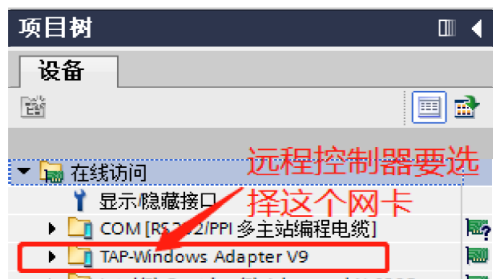 项目树
设备
在线访问
远程控制器要选
择这个网卡
显示/隐藏接口
COM [RS232/PPI 多主站编程电缆]
TAP-Windows Adapter V9